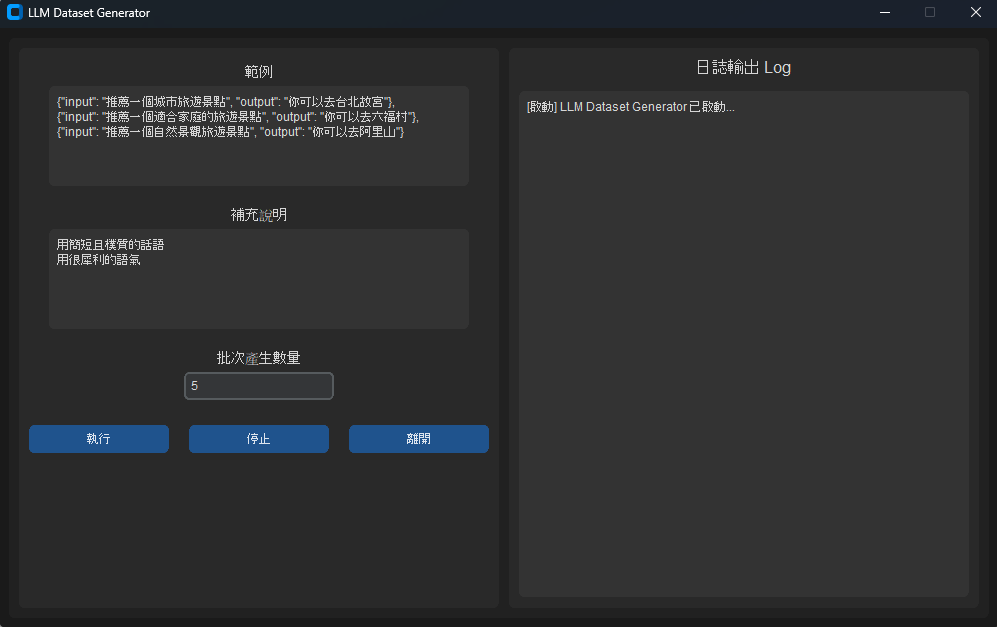 LLM Dataset Generator
範例
{"input": "推薦一個城市旅遊景點", "output": "你可以去台北故宮"},
{"input": "推薦一個適合家庭的旅遊景點", "output": "你可以去六福村"},
{"input": "推薦一個自然景觀旅遊景點", "output": "你可以去阿里山"}
補充說明
用簡短且樸質的話語
用很犀利的語氣
批次產生數量
5
執行
停止
離開
日誌輸出 Log
[啟動] LLM Dataset Generator 已啟動...